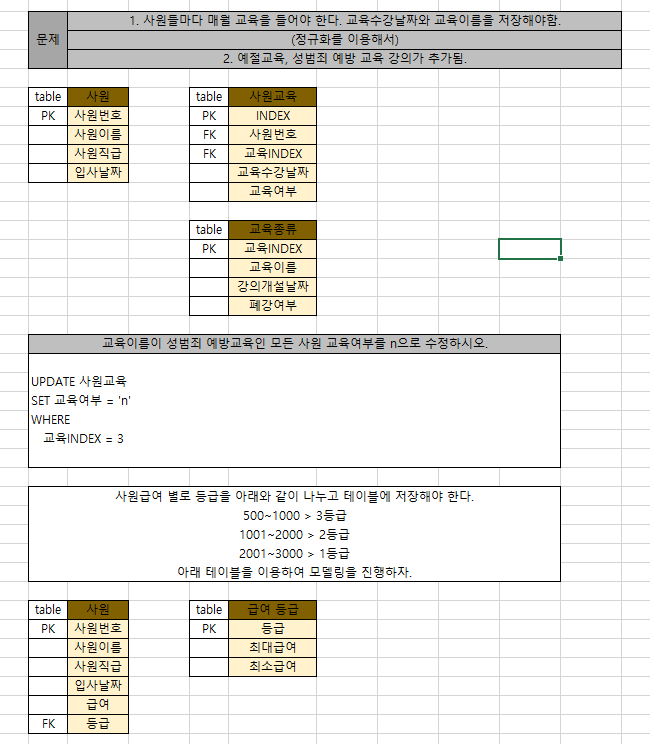 문제
1. 사원들마다 매월 교육을 들어야 한다. 교육수강날짜와 교육이름을 저장해야함.
(정규화를 이용해서)
2. 예절교육, 성범죄 예방 교육 강의가 추가됨.
table 사원
PK 사원번호
사원이름
사원직급
입사날짜
table 사원교육
PK INDEX
FK 사원번호
FK 교육INDEX
교육수강날짜
교육여부
table 교육종류
PK 교육INDEX
교육이름
강의개설날짜
폐강여부
교육이름이 성범죄 예방교육인 모든 사원 교육여부를 n으로 수정하시오.
UPDATE 사원교육
SET 교육여부 = 'n'
WHERE
교육INDEX = 3
사원급여 별로 등급을 아래와 같이 나누고 테이블에 저장해야 한다.
500~1000 > 3등급
1001~2000 > 2등급
2001~3000 > 1등급
아래 테이블을 이용하여 모델링을 진행하자.
table 사원
PK 사원번호
사원이름
사원직급
입사날짜
급여
FK 등급
table 급여 등급
PK 등급
최대급여
최소급여